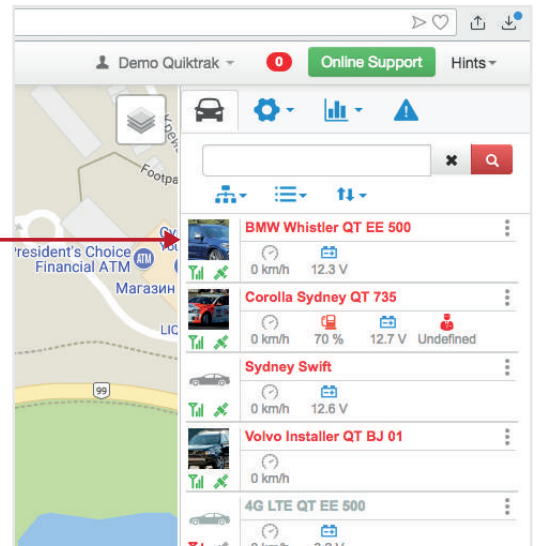 Demo Quiktrak
0
Online Support
Hints
Footpa
President's Choice
Financial ATM
ATM
Магазин
LIQ
99
BMW Whistler QT EE 500
0 km/h 12.3 V
Corolla Sydney QT 735
0 km/h 70 % 12.7 V Undefined
Sydney Swift
0 km/h 12.6 V
Volvo Installer QT BJ 01
0 km/h
4G LTE QT EE 500